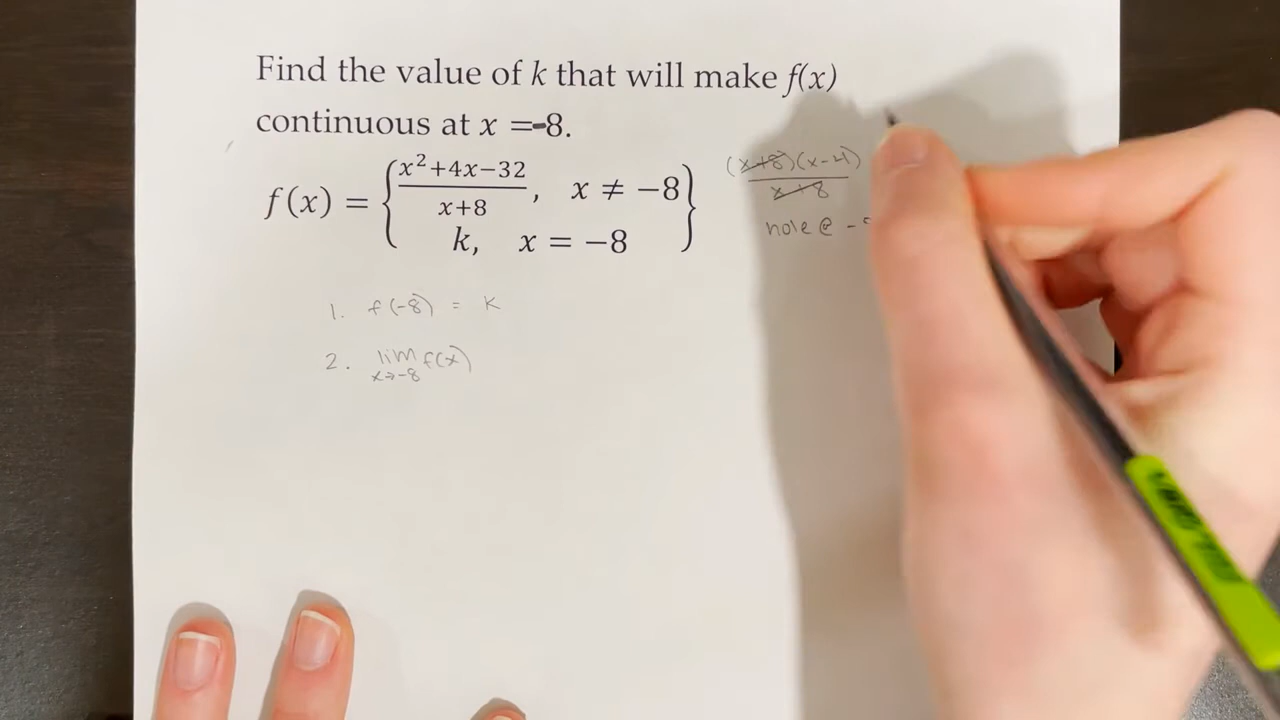 Find the value of k that will make f(x)
continuous at x =-8.
f(x) = { x²+4x−32 / x+8 , x ≠ −8
k, x = −8 }
(x+8)(x-4)
x+8
hole @ -
1. f(-8) = k
2. lim f(x)
x→-8